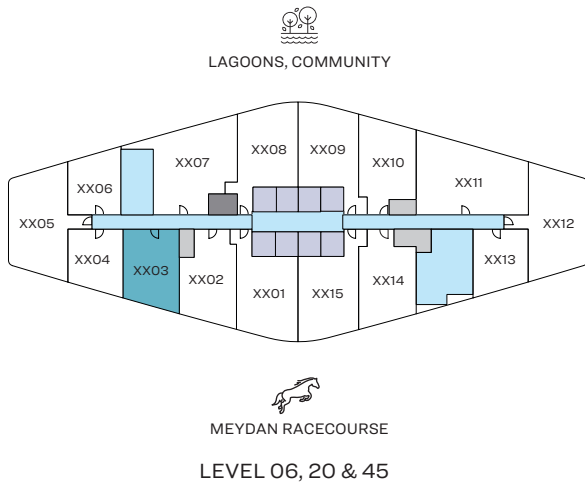 LAGOONS, COMMUNITY
XX07
XX08
XX09
XX10
XX06
XX11
XX05
XX12
XX04
XX03
XX02
XX01
XX15
XX14
XX13
MEYDAN RACECOURSE
LEVEL 06, 20 & 45